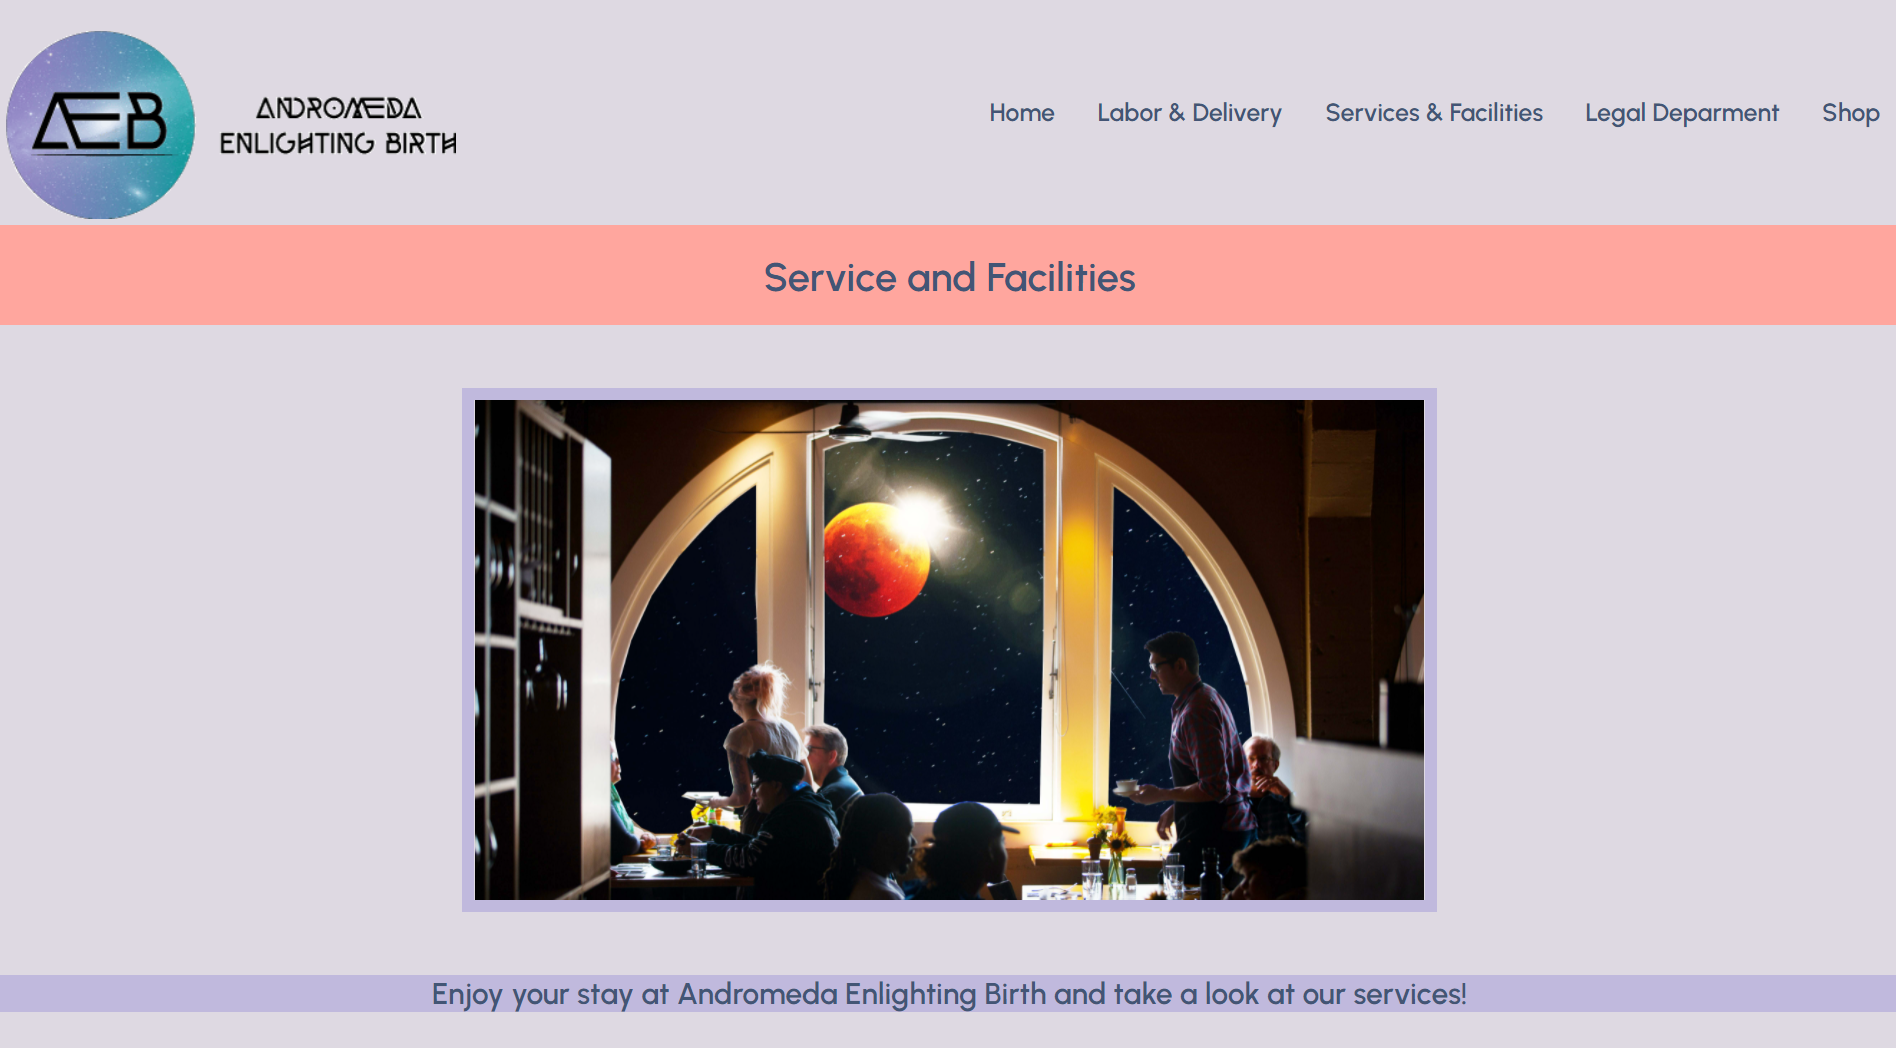 AEB
ANDROMEDA
ENLIGHTING BIRTH
Home Labor & Delivery Services & Facilities Legal Deparment Shop
Service and Facilities
Enjoy your stay at Andromeda Enlighting Birth and take a look at our services!